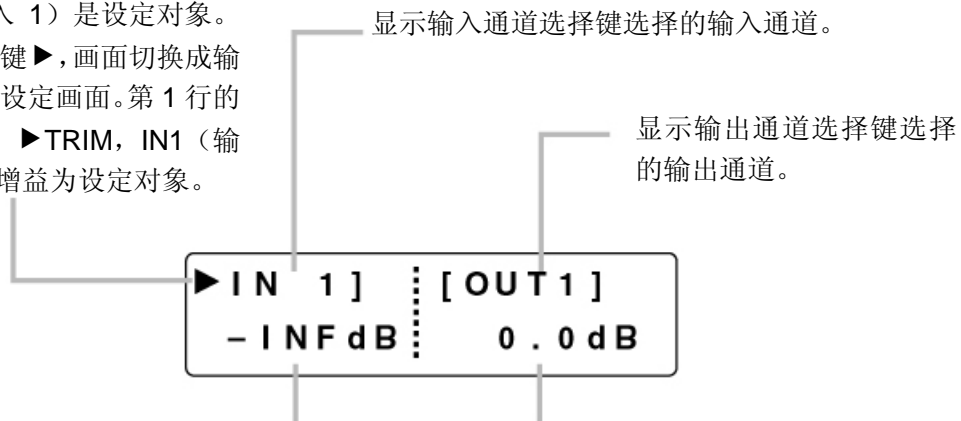 入 1）是设定对象。
键▶,画面切换成输
设定画面。第 1 行的
▶TRIM，IN1（输
增益为设定对象。
显示输入通道选择键选择的输入通道。
显示输出通道选择键选择
的输出通道。
▶IN 1] [OUT1]
–INFdB 0.0dB